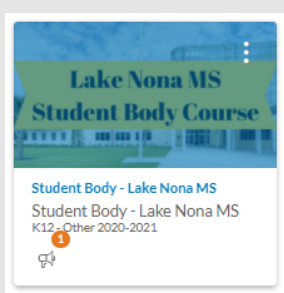 Lake Nona MS
Student Body Course
Student Body - Lake Nona MS
Student Body - Lake Nona MS
K12 - Other 2020-2021
1